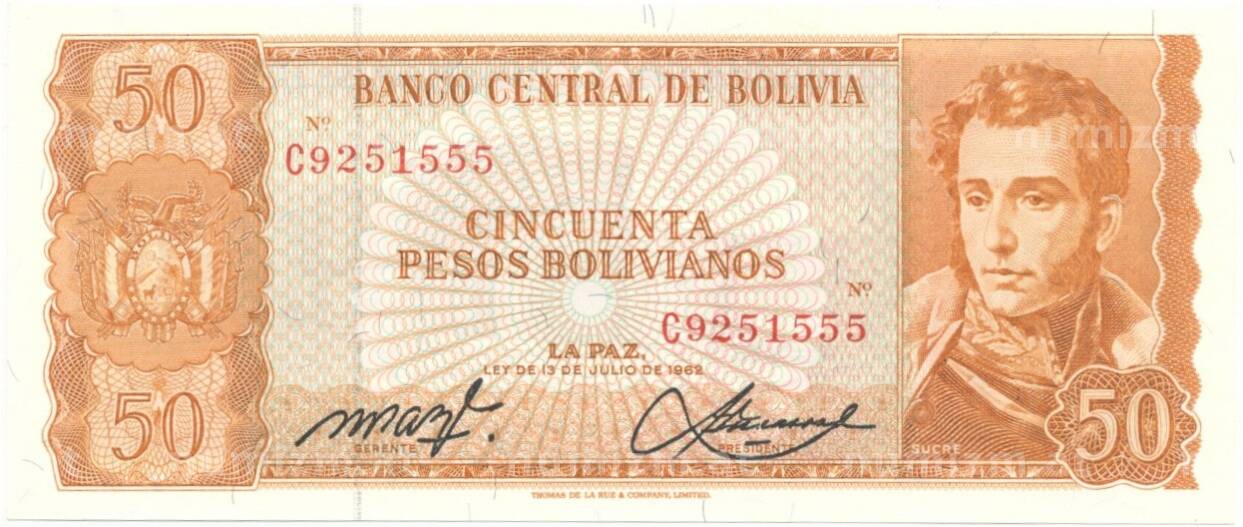 50
BANCO CENTRAL DE BOLIVIA
Nº
C9251555
CINCUENTA
PESOS BOLIVIANOS
Nº
C9251555
LA PAZ,
LEY DE 13 DE JULIO DE 1962
50
GERENTE
PRESIDENTE
SUCRE
50
THOMAS DE LA RUE & COMPANY, LIMITED.